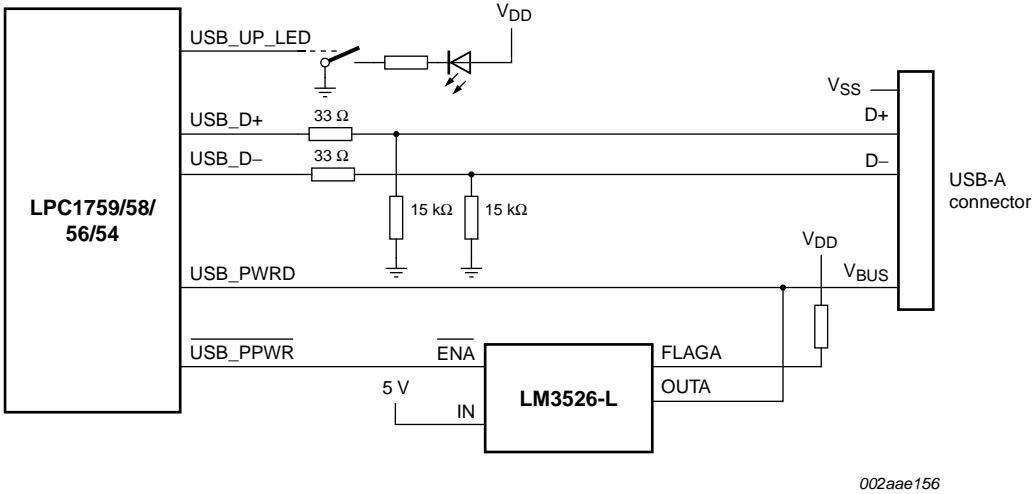 VDD
USB_UP_LED
VSS
USB_D+
33 Ω
D+
USB_D−
33 Ω
D−
LPC1759/58/
56/54
15 kΩ
15 kΩ
USB-A
connector
VDD
USB_PWRD
VBUS
USB_PPWR
ENA
FLAGA
5 V
OUTA
IN
LM3526-L
002aae156